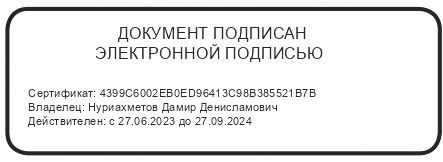 ДОКУМЕНТ ПОДПИСАН
ЭЛЕКТРОННОЙ ПОДПИСЬЮ
Сертификат: 4399C6002EB0ED96413C98B385521B7B
Владелец: Нуриахметов Дамир Денисламович
Действителен: с 27.06.2023 до 27.09.2024